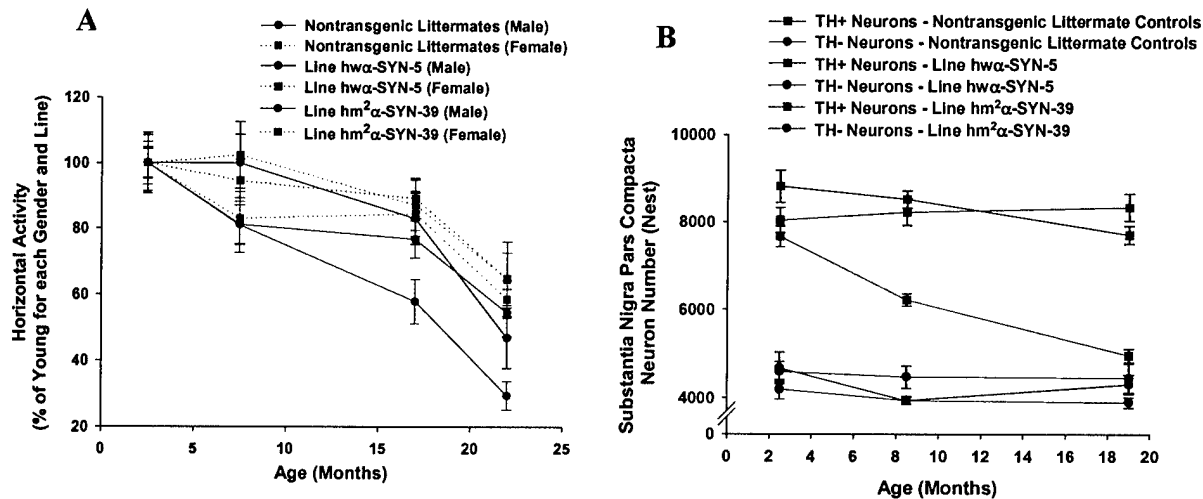 A
Nontransgenic Littermates (Male)
Nontransgenic Littermates (Female)
Line hwα-SYN-5 (Male)
Line hwα-SYN-5 (Female)
Line hm²α-SYN-39 (Male)
Line hm²α-SYN-39 (Female)
Horizontal Activity
(% of Young for each Gender and Line)
120
100
80
60
40
20
0
5
10
15
20
25
Age (Months)
B
TH+ Neurons - Nontransgenic Littermate Controls
TH- Neurons - Nontransgenic Littermate Controls
TH+ Neurons - Line hwα-SYN-5
TH- Neurons - Line hwα-SYN-5
TH+ Neurons - Line hm²α-SYN-39
TH- Neurons - Line hm²α-SYN-39
Substantia Nigra Pars Compacta
Neuron Number (Nest)
10000
8000
6000
4000
0
0
2
4
6
8
10
12
14
16
18
20
Age (Months)